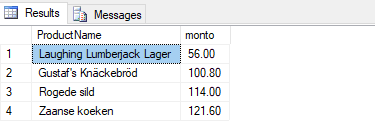 Results Messages
ProductName monto
1 Laughing Lumberjack Lager 56.00
2 Gustaf's Knäckebröd 100.80
3 Rogede sild 114.00
4 Zaanse koeken 121.60